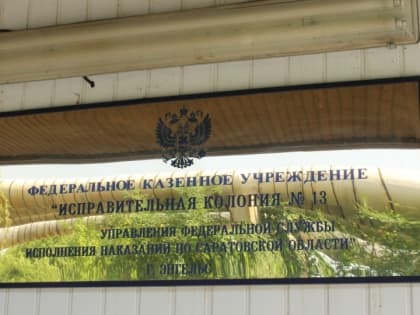 ФЕДЕРАЛЬНОЕ КАЗЕННОЕ УЧРЕЖДЕНИЕ
"ИСПРАВИТЕЛЬНАЯ КОЛОНИЯ № 13
УПРАВЛЕНИЯ ФЕДЕРАЛЬНОЙ СЛУЖБЫ
ИСПОЛНЕНИЯ НАКАЗАНИЙ ПО САРАТОВСКОЙ ОБЛАСТИ"
Г. ЭНГЕЛЬС